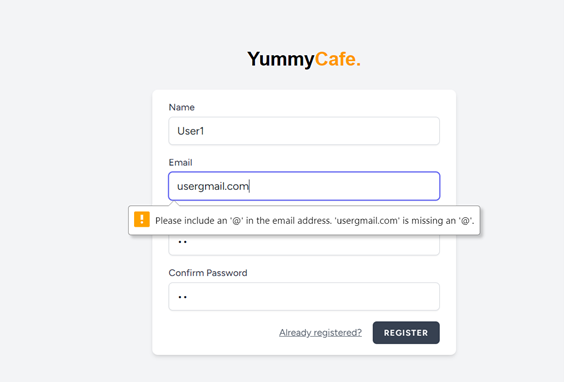 YummyCafe.
Name
User1
Email
usergmail.com
Please include an '@' in the email address. 'usergmail.com' is missing an '@'.
••
Confirm Password
••
Already registered? REGISTER